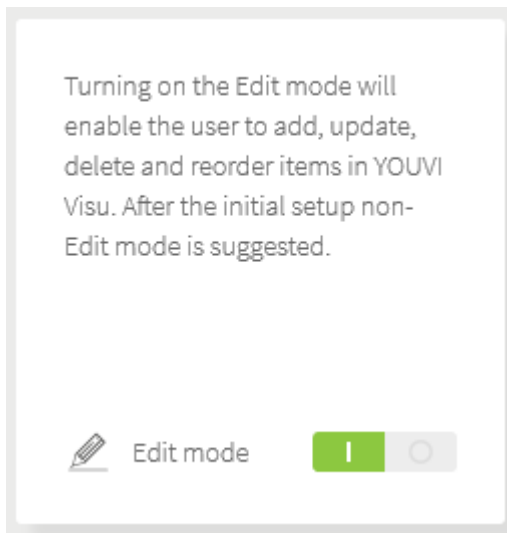 Turning on the Edit mode will
enable the user to add, update,
delete and reorder items in YOUVI
Visu. After the initial setup non-
Edit mode is suggested.
Edit mode